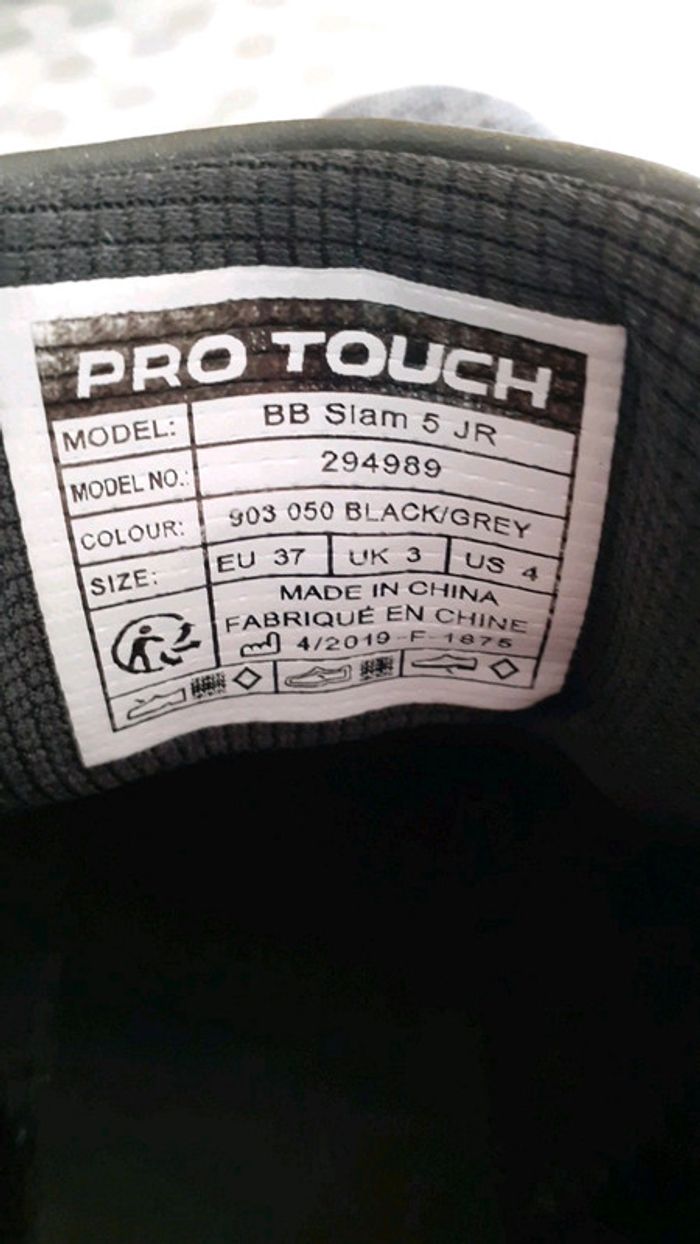 PRO TOUCH
MODEL: BB Slam 5 JR
MODEL NO.: 294989
COLOUR: 903 050 BLACK/GREY
SIZE: EU 37 UK 3 US 4
MADE IN CHINA
FABRIQUÉ EN CHINE
4/2019-F-1875